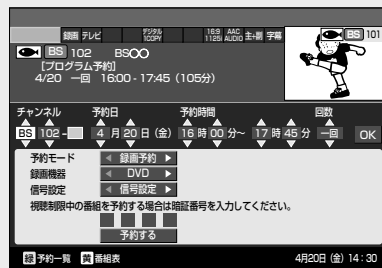 録画 テレビ デジタル 1COPY 16:9 1125i AAC AUDIO 主+副 字幕
BS 101
BS 102 BS〇〇
[プログラム予約]
4/20 一回 16:00 - 17:45 (105分)
チャンネル 予約日 予約時間 回数
BS 102 - 4 月 20 日 (金) 16 時 00 分〜 17 時 45 分 一回 OK
予約モード 録画予約
録画機器 DVD
信号設定 信号設定
視聴制限中の番組を予約する場合は暗証番号を入力してください。
予約する
緑 予約一覧 黄 番組表 4月20日 (金) 14 : 30